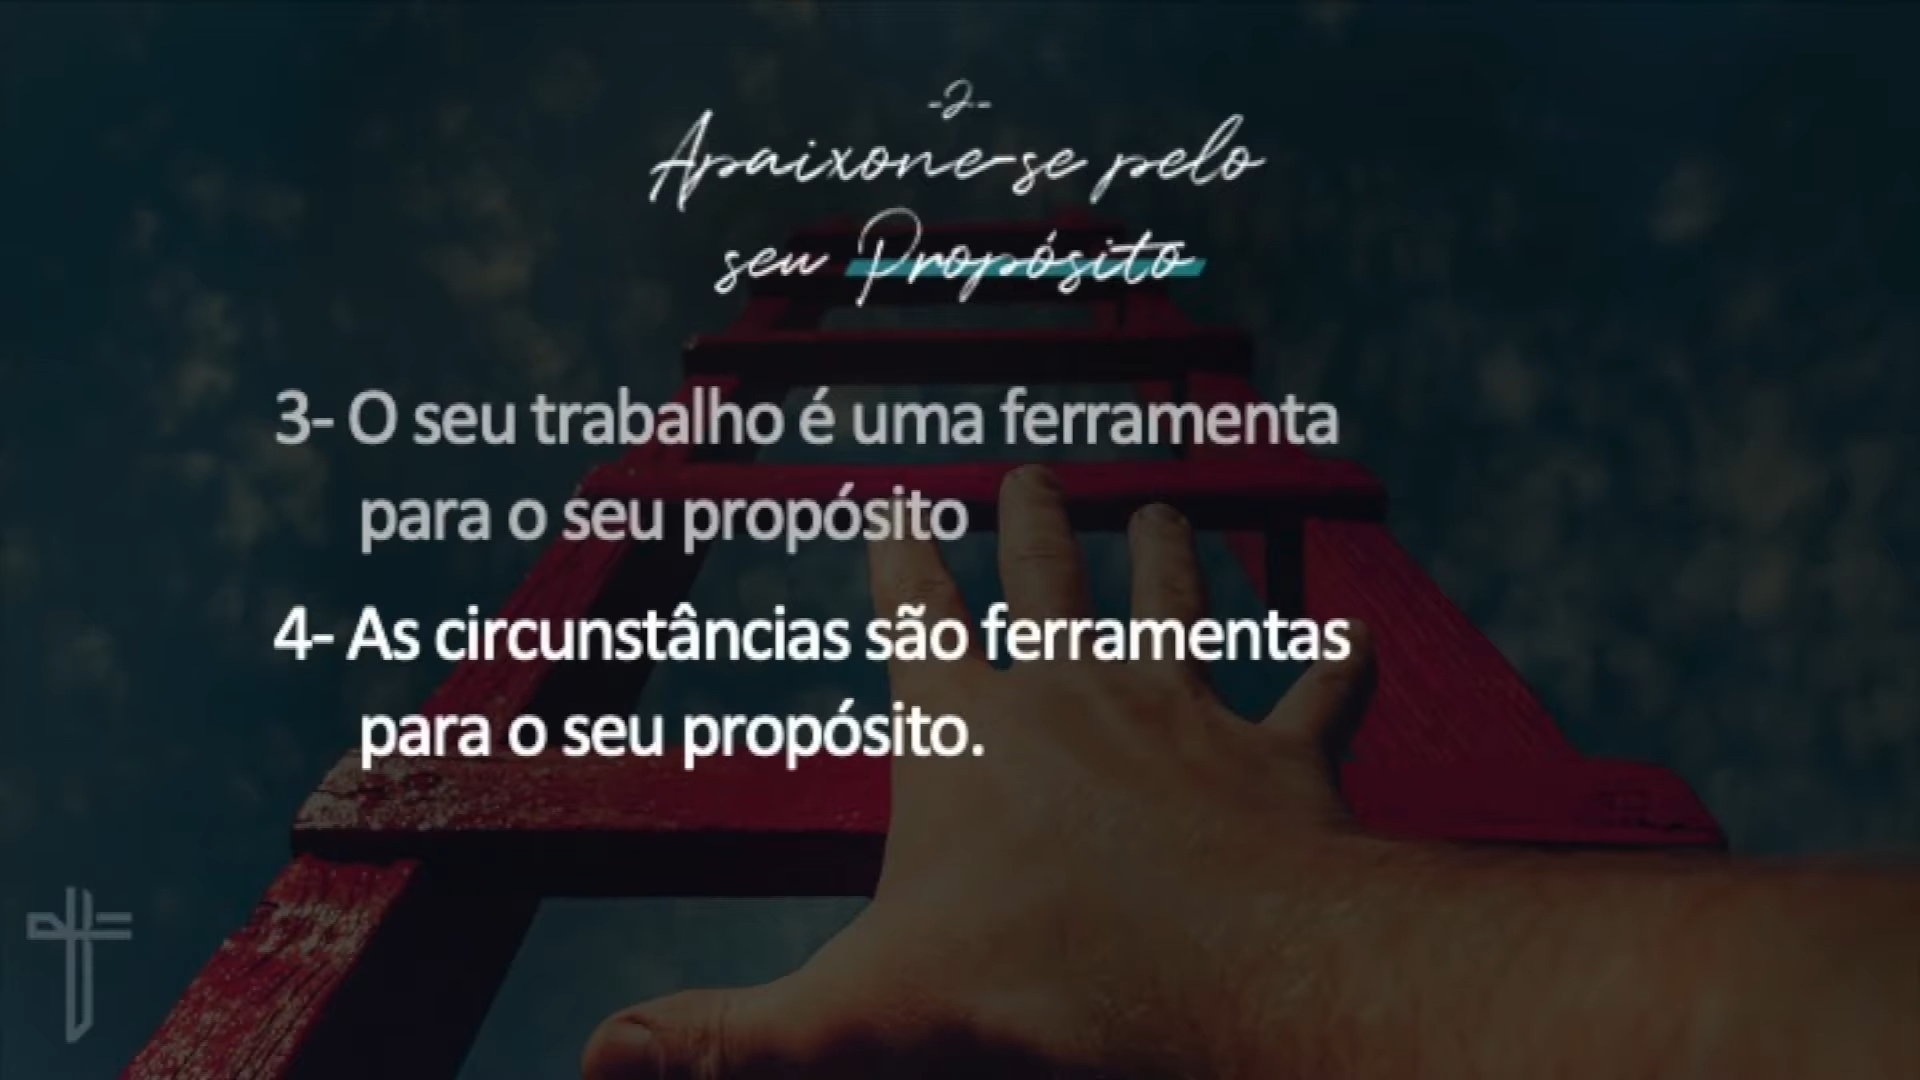 -2-
Apaixone-se pelo
seu Propósito
3- O seu trabalho é uma ferramenta
para o seu propósito
4- As circunstâncias são ferramentas
para o seu propósito.